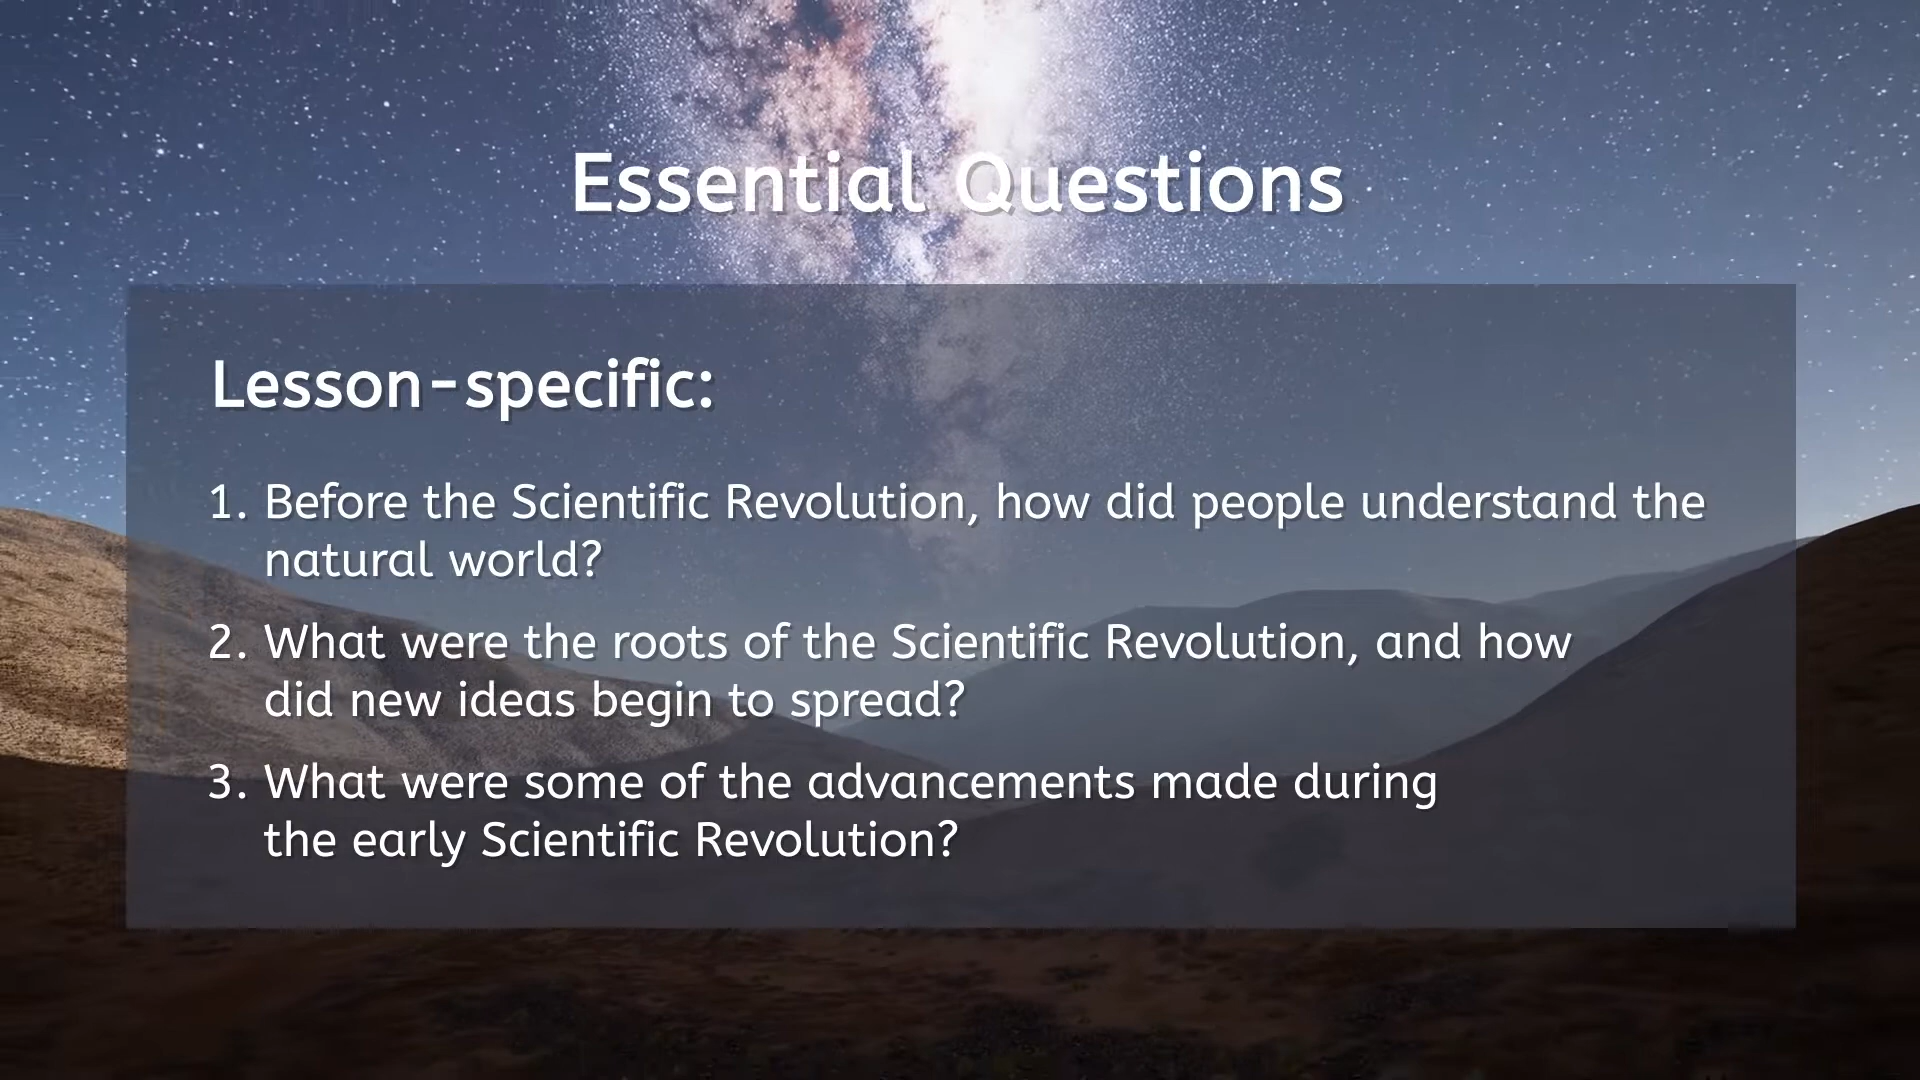 Essential Questions
Lesson-specific:
1. Before the Scientific Revolution, how did people understand the
natural world?
2. What were the roots of the Scientific Revolution, and how
did new ideas begin to spread?
3. What were some of the advancements made during
the early Scientific Revolution?